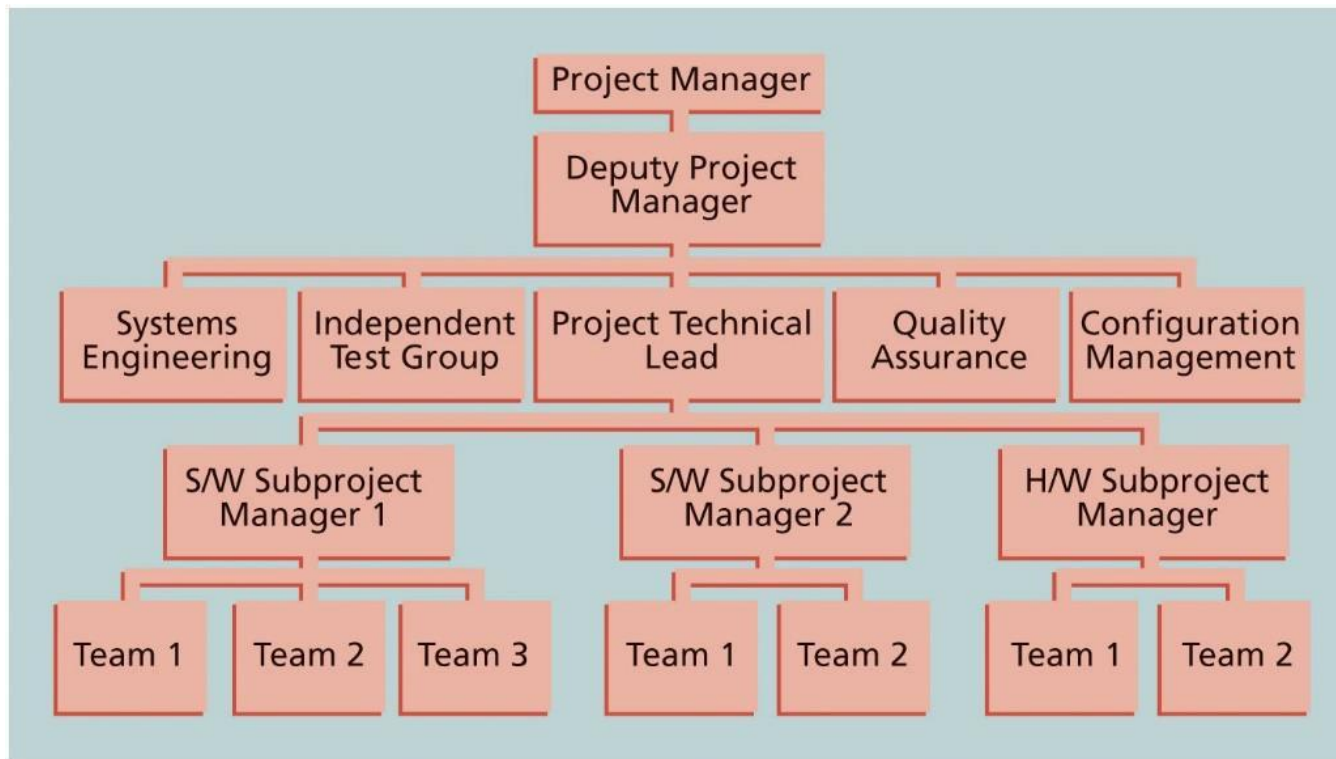 Project Manager
Deputy Project
Manager
Systems
Engineering
Independent
Test Group
Project Technical
Lead
Quality
Assurance
Configuration
Management
S/W Subproject
Manager 1
S/W Subproject
Manager 2
H/W Subproject
Manager
Team 1
Team 2
Team 3
Team 1
Team 2
Team 1
Team 2